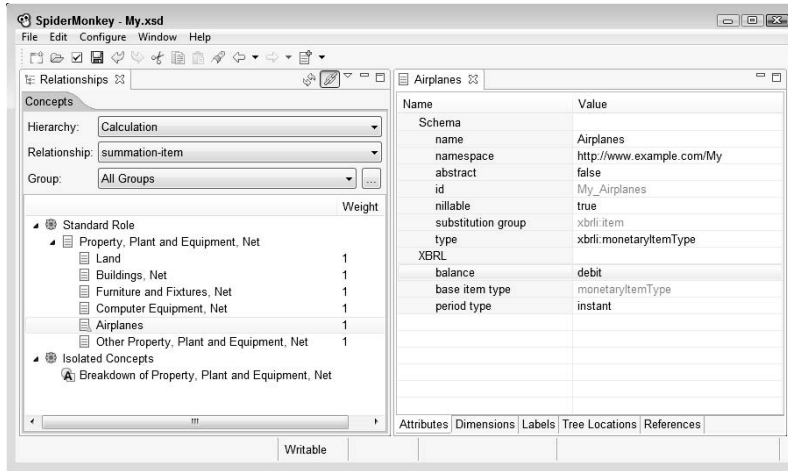 SpiderMonkey - My.xsd
File Edit Configure Window Help
Relationships
Concepts
Hierarchy: Calculation
Relationship: summation-item
Group: All Groups ...
Weight
Standard Role
Property, Plant and Equipment, Net
Land 1
Buildings, Net 1
Furniture and Fixtures, Net 1
Computer Equipment, Net 1
Airplanes 1
Other Property, Plant and Equipment, Net 1
Isolated Concepts
A Breakdown of Property, Plant and Equipment, Net
Airplanes
Name Value
Schema
name Airplanes
namespace http://www.example.com/My
abstract false
id My_Airplanes
nillable true
substitution group xbrli:item
type xbrli:monetaryItemType
XBRL
balance debit
base item type monetaryItemType
period type instant
Attributes Dimensions Labels Tree Locations References
Writable